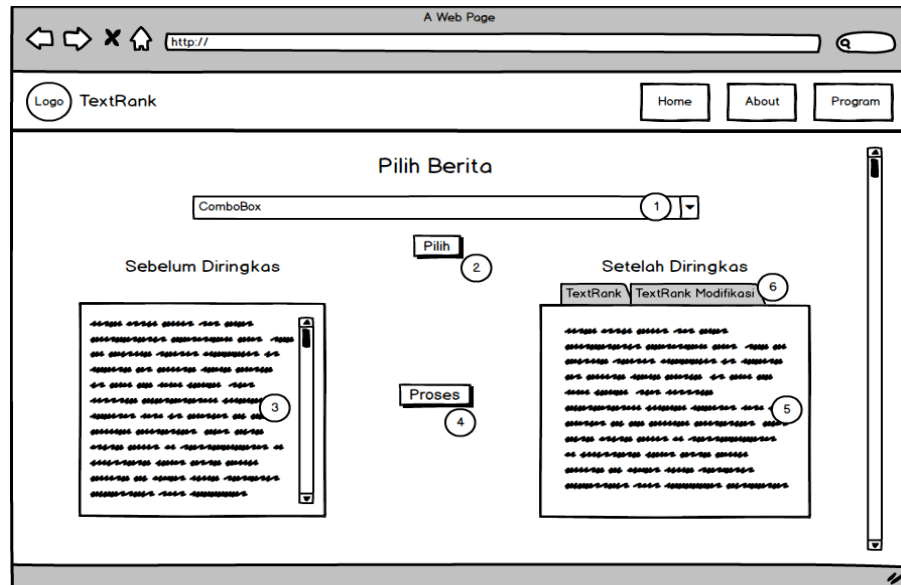 A Web Page
http://
Logo TextRank Home About Program
Pilih Berita
ComboBox 1
Pilih
2
Sebelum Diringkas Setelah Diringkas
TextRank TextRank Modifikasi 6
3
Proses
4
5